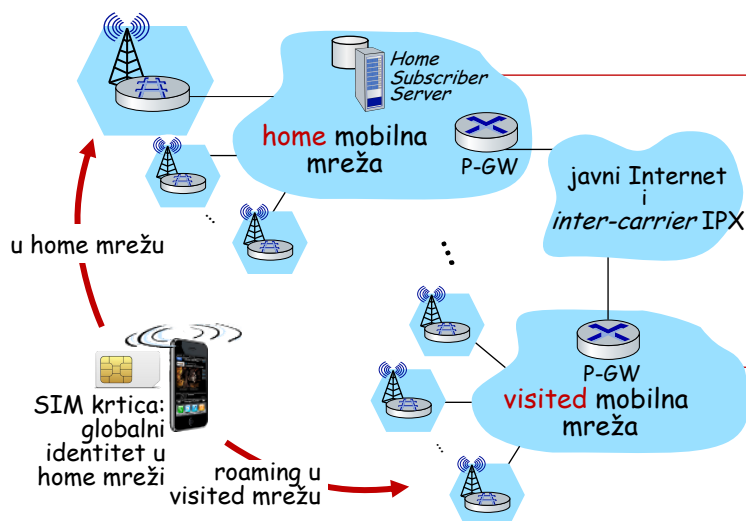 Home
Subscriber
Server
home mobilna
mreža
P-GW
javni Internet
i
inter-carrier IPX
u home mrežu
P-GW
visited mobilna
mreža
SIM krtica:
globalni
identitet u
home mreži
roaming u
visited mrežu